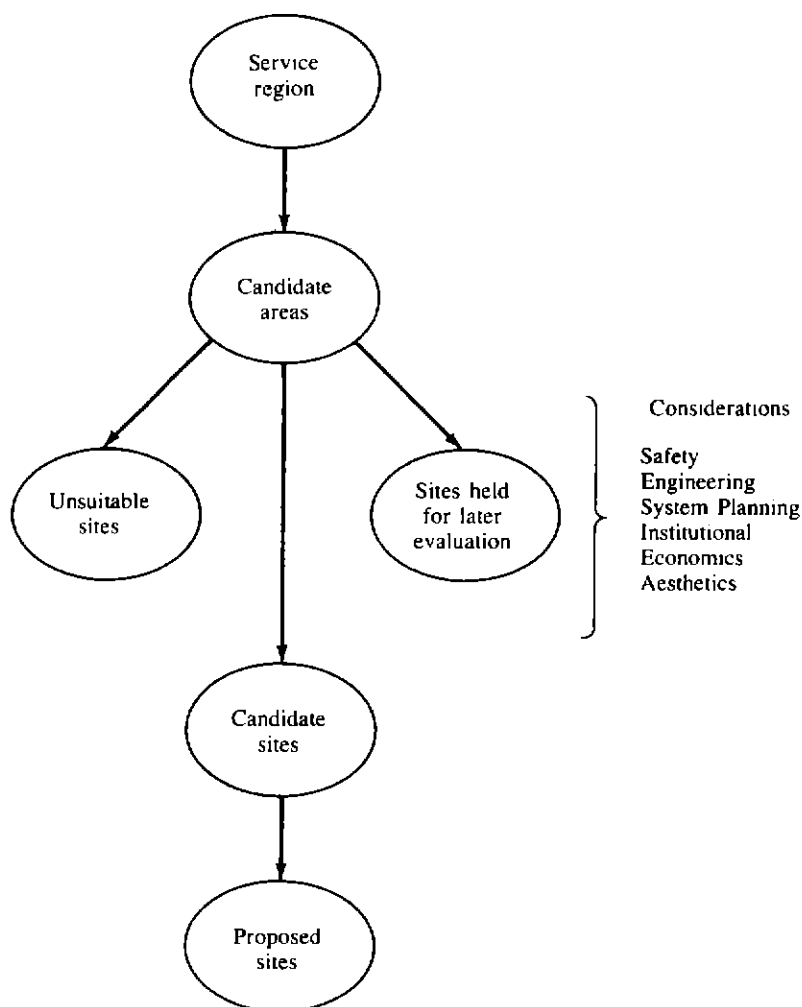 Service
region
Candidate
areas
Unsuitable
sites
Sites held
for later
evaluation
Considerations
Safety
Engineering
System Planning
Institutional
Economics
Aesthetics
Candidate
sites
Proposed
sites